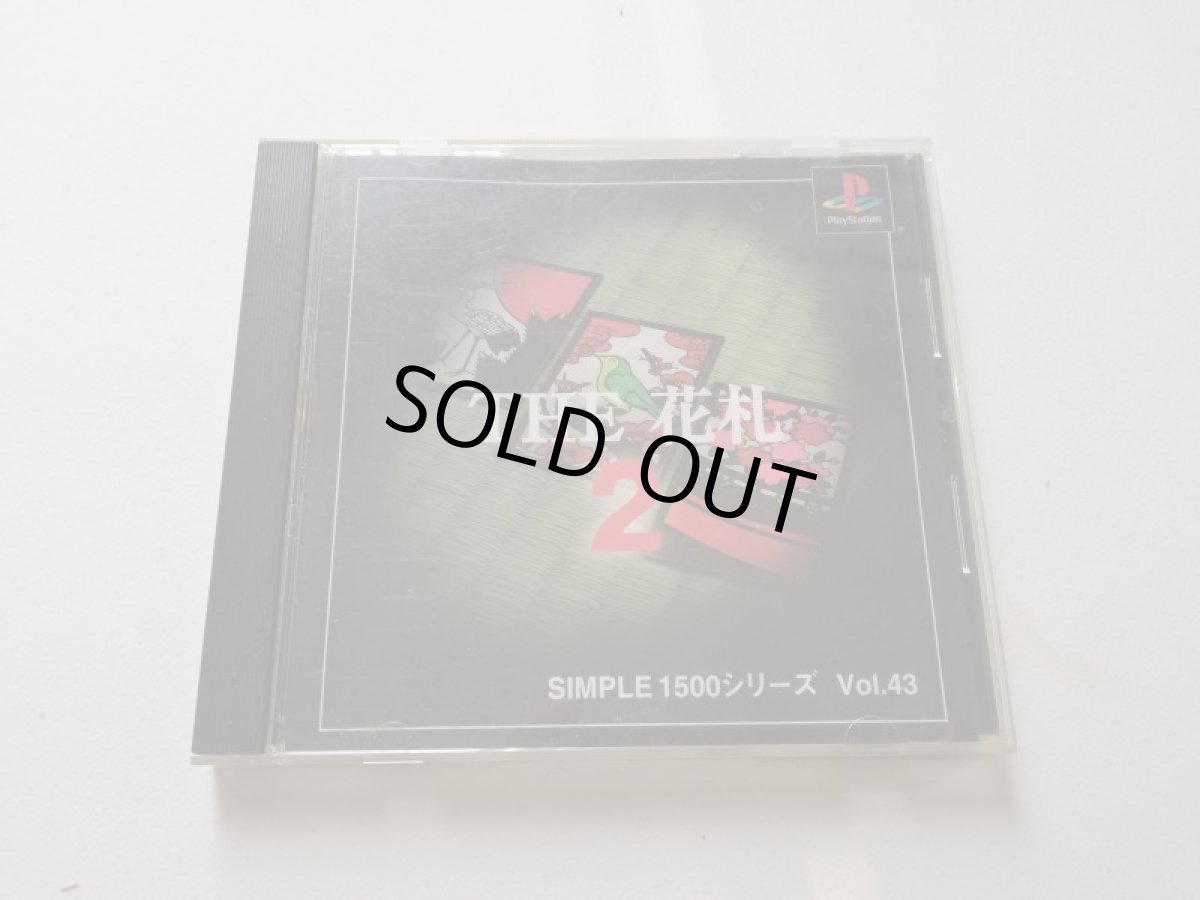 PlayStation
THE 花札
2
SOLD OUT
SIMPLE 1500シリーズ Vol.43